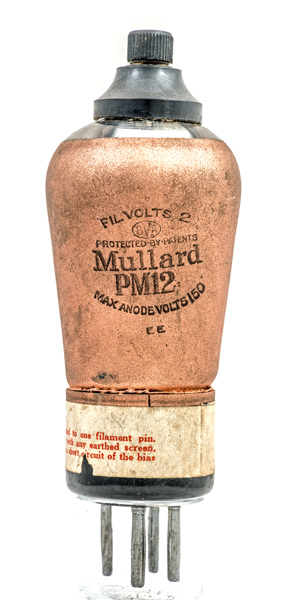 FIL.VOLTS 2
BVA
PROTECTED·BY·PATENTS
Mullard
PM12
MAX ANODE VOLTS 150
EE
to one filament pin.
with any earthed screen,
short circuit of the bias